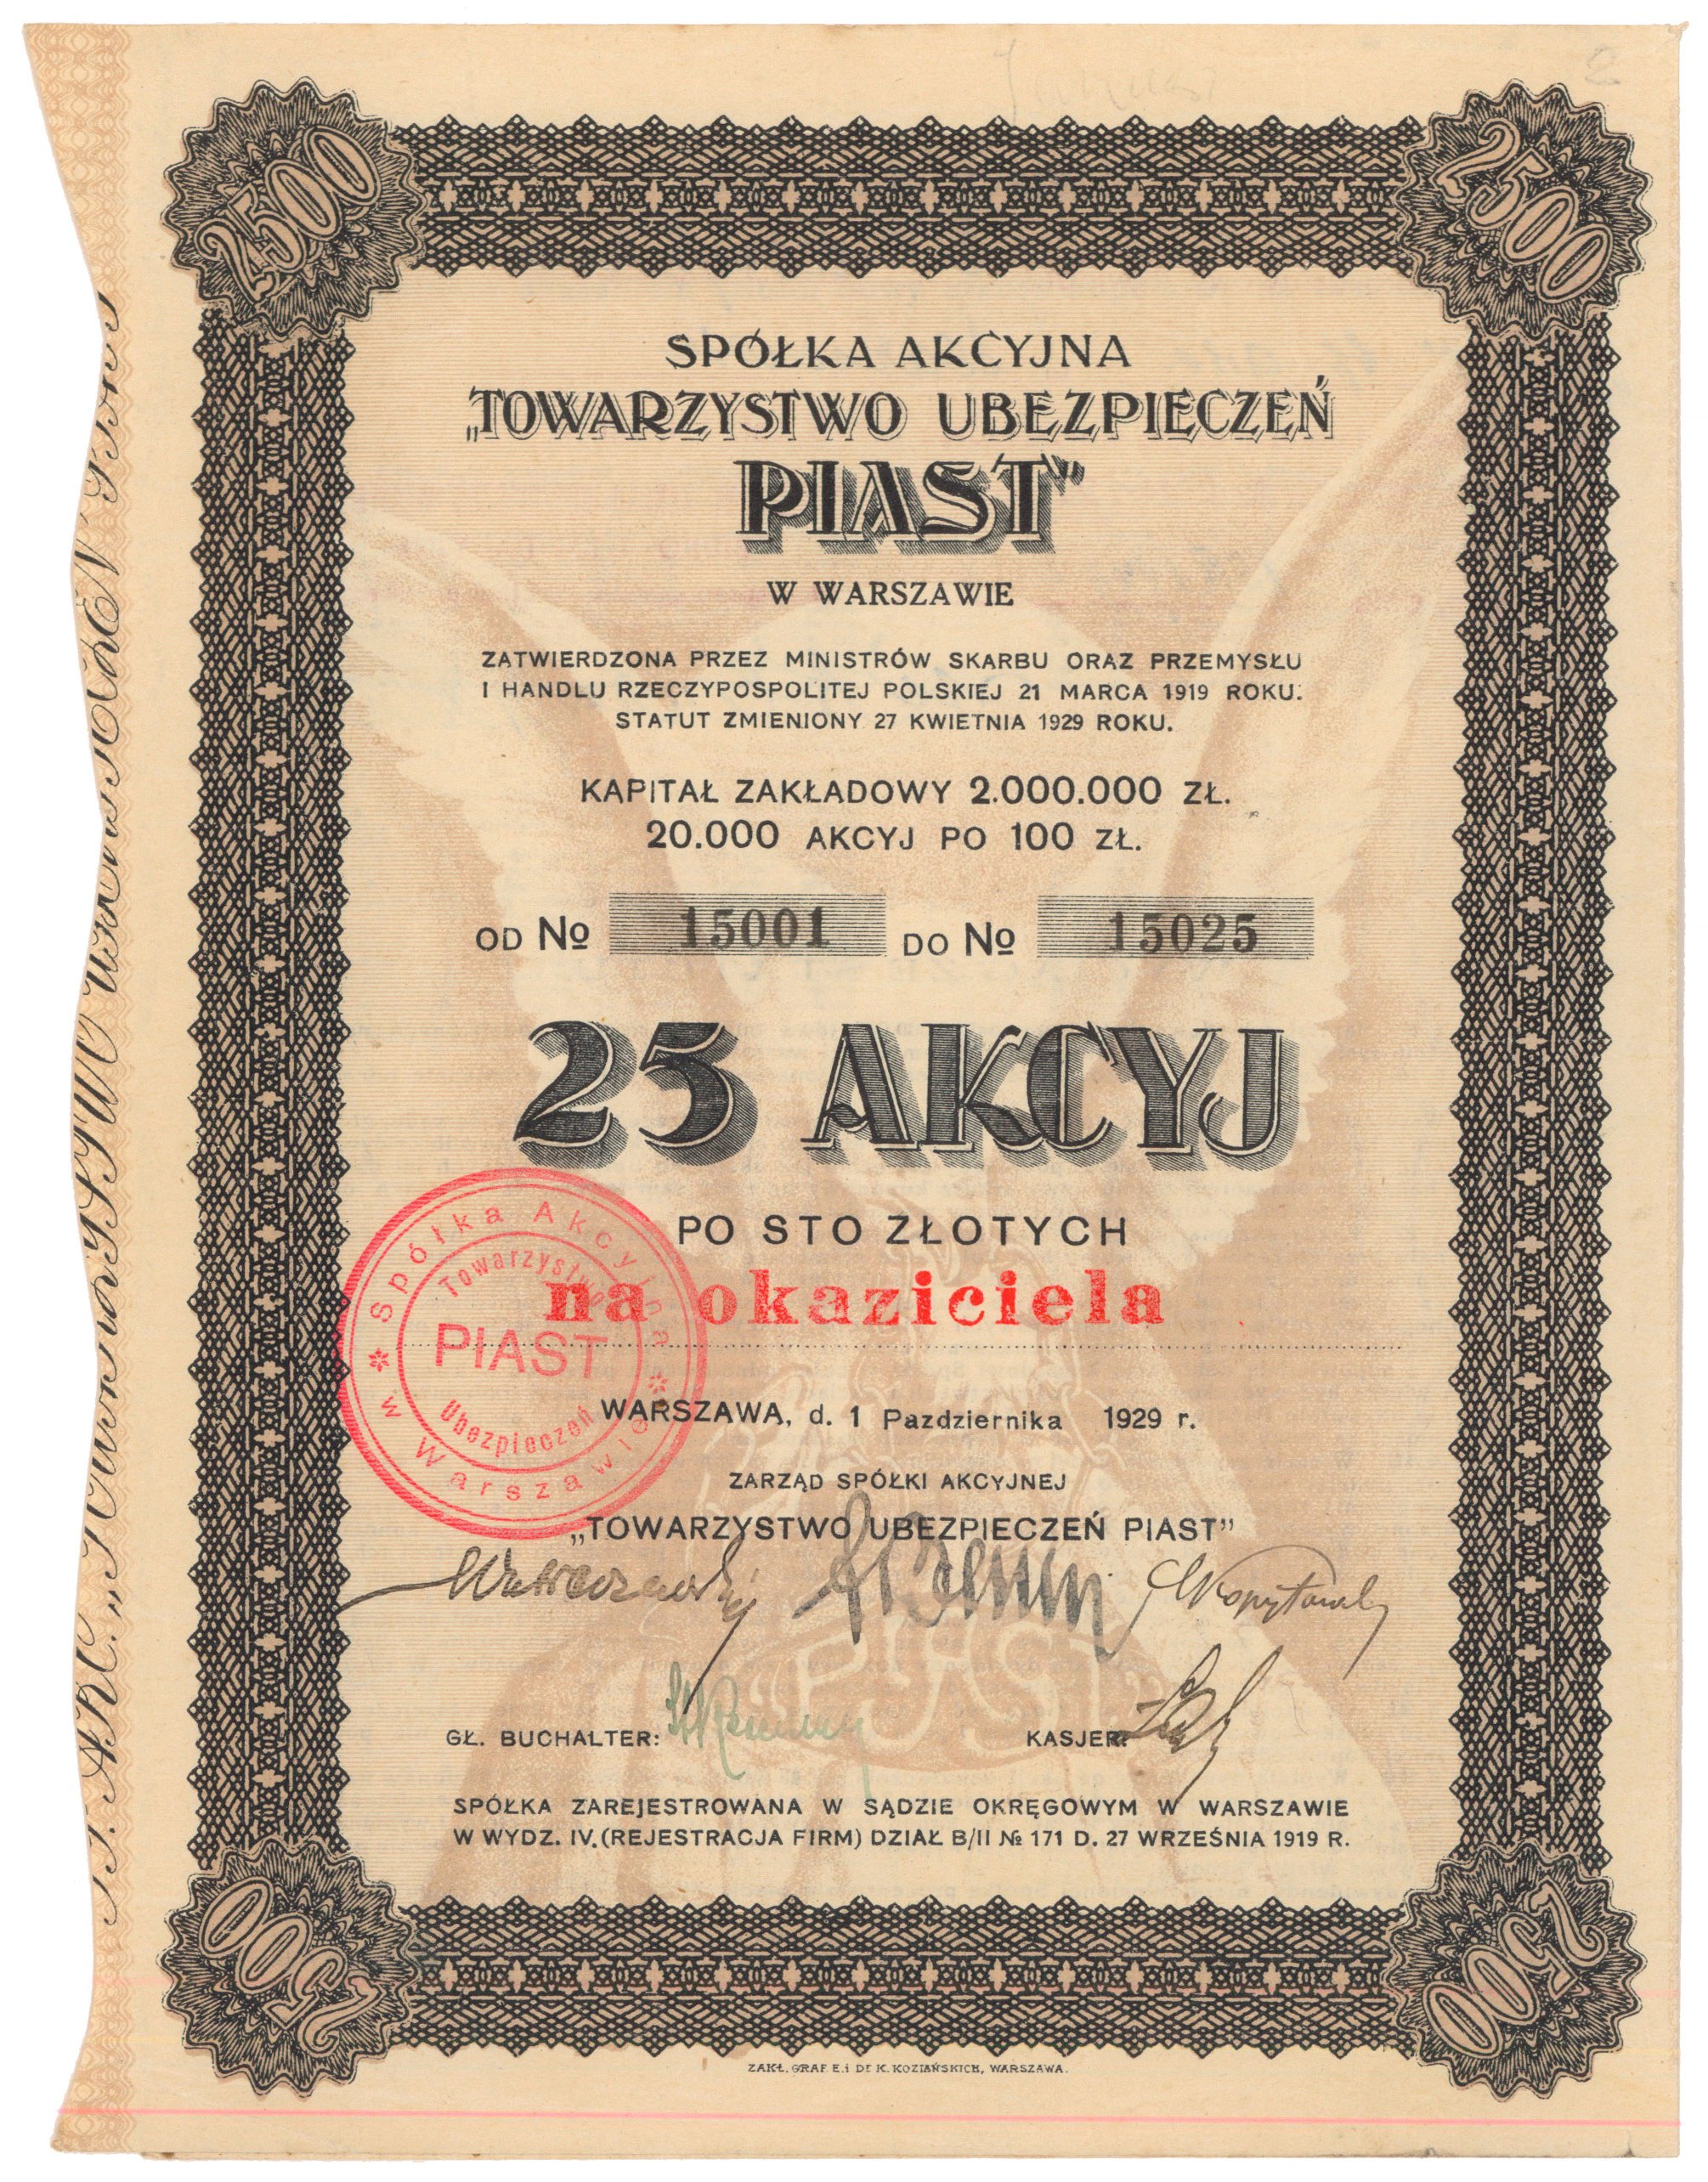 2500
2500
SPÓŁKA AKCYJNA
„TOWARZYSTWO UBEZPIECZEŃ
PIAST”
W WARSZAWIE
ZATWIERDZONA PRZEZ MINISTRÓW SKARBU ORAZ PRZEMYSŁU
I HANDLU RZECZYPOSPOLITEJ POLSKIEJ 21 MARCA 1919 ROKU.
STATUT ZMIENIONY 27 KWIETNIA 1929 ROKU.
KAPITAŁ ZAKŁADOWY 2.000.000 ZŁ.
20.000 AKCYJ PO 100 ZŁ.
OD № 15001 DO № 15025
25 AKCYJ
PO STO ZŁOTYCH
na okaziciela
Spółka Akcyjna
w Warszawie
Towarzystwo
PIAST
Ubezpieczeń
WARSZAWA, d. 1 Pazdziernika 1929 r.
ZARZĄD SPÓŁKI AKCYJNEJ
„TOWARZYSTWO UBEZPIECZEŃ PIAST”
PIAST
GŁ. BUCHALTER:
KASJER:
SPÓŁKA ZAREJESTROWANA W SĄDZIE OKRĘGOWYM W WARSZAWIE
W WYDZ. IV. (REJESTRACJA FIRM) DZIAŁ B/II № 171 D. 27 WRZEŚNIA 1919 R.
2500
2500
ZAKŁ. GRAF. E. i Dr K. KOZIAŃSKICH, WARSZAWA.